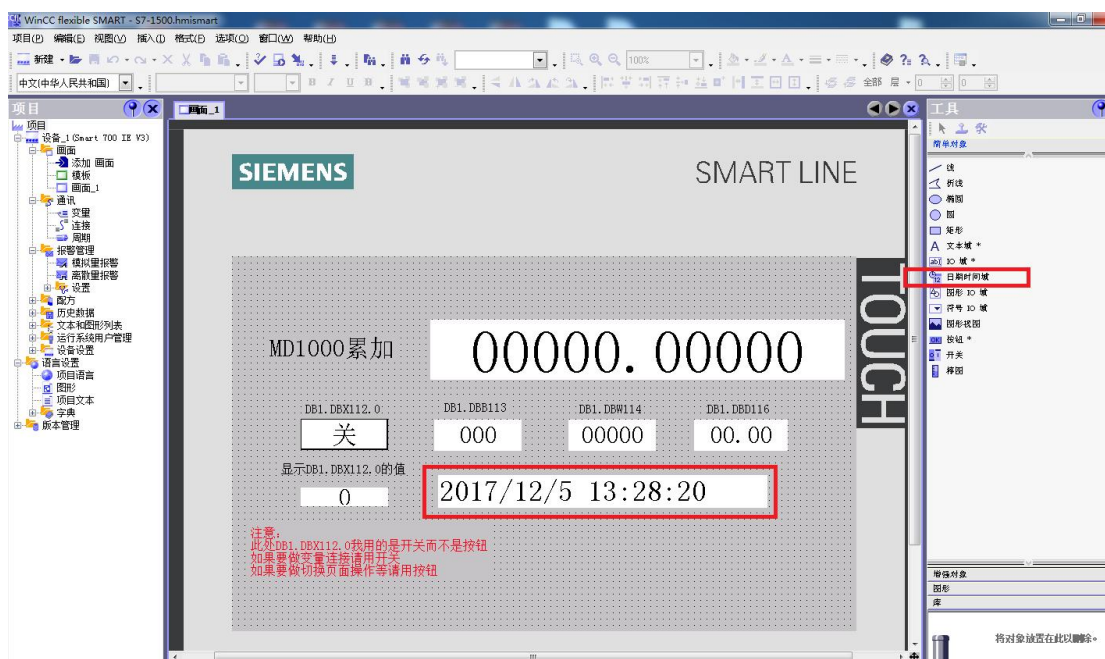 WinCC flexible SMART - S7-1500.hmismart
项目(P) 编辑(E) 视图(V) 插入(I) 格式(F) 选项(O) 窗口(W) 帮助(H)
新建
100%
中文(中华人民共和国)
B I U B
全部 层 0 0
项目
画面_1
工具
项目
设备_1(Smart 700 IE V3)
画面
添加 画面
模板
画面_1
通讯
变量
连接
周期
报警管理
模拟量报警
离散量报警
设置
配方
历史数据
文本和图形列表
运行系统用户管理
设备设置
语言设置
项目语言
图形
项目文本
字典
版本管理
SIEMENS
SMART LINE
TOUCH
MD1000累加
00000.00000
DB1.DBX112.0
DB1.DBB113
DB1.DBW114
DB1.DBD116
关
000
00000
00.00
显示DB1.DBX112.0的值
0
2017/12/5 13:28:20
注意:
此处DB1.DBX112.0我用的是开关而不是按钮
如果要做变量连接请用开关
如果要做切换页面操作等请用按钮
简单对象
线
折线
椭圆
圆
矩形
文本域 *
IO 域 *
日期时间域
图形 IO 域
符号 IO 域
图形视图
按钮 *
开关
棒图
增强对象
图形
库
将对象放置在此以删除。